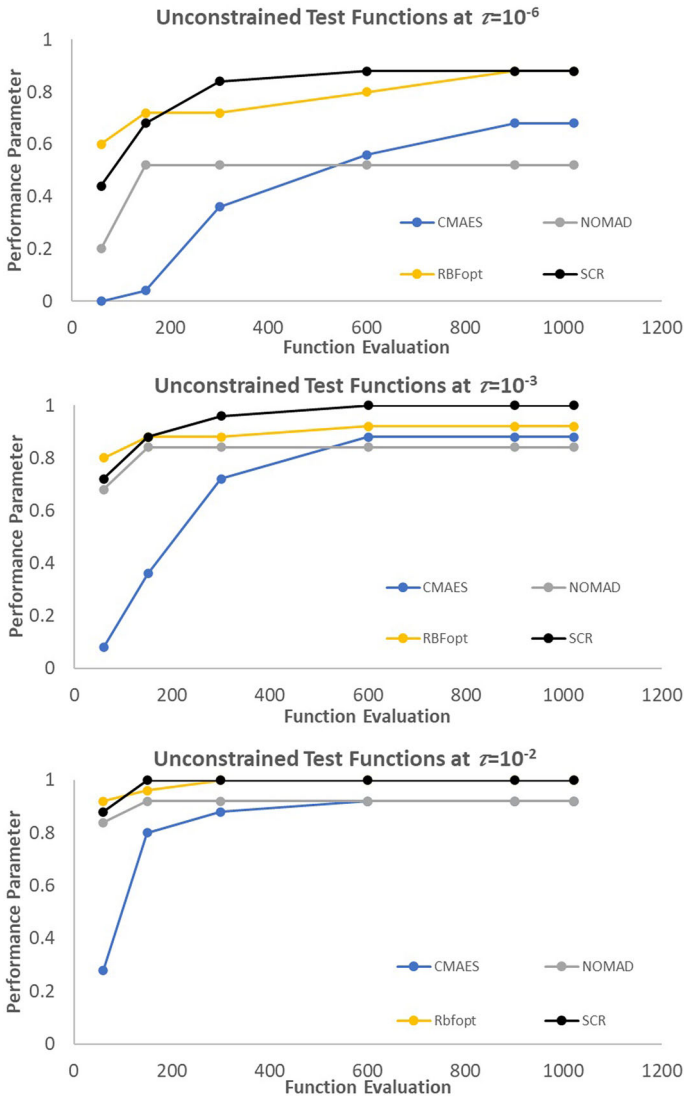 Unconstrained Test Functions at τ=10⁻⁶
Performance Parameter
1
0.8
0.6
0.4
0.2
0
CMAES NOMAD
RBFopt SCR
0 200 400 600 800 1000 1200
Function Evaluation
Unconstrained Test Functions at τ=10⁻³
Performance Parameter
1
0.8
0.6
0.4
0.2
0
CMAES NOMAD
RBFopt SCR
0 200 400 600 800 1000 1200
Function Evaluation
Unconstrained Test Functions at τ=10⁻²
Performance Parameter
1
0.8
0.6
0.4
0.2
0
CMAES NOMAD
Rbfopt SCR
0 200 400 600 800 1000 1200
Function Evaluation